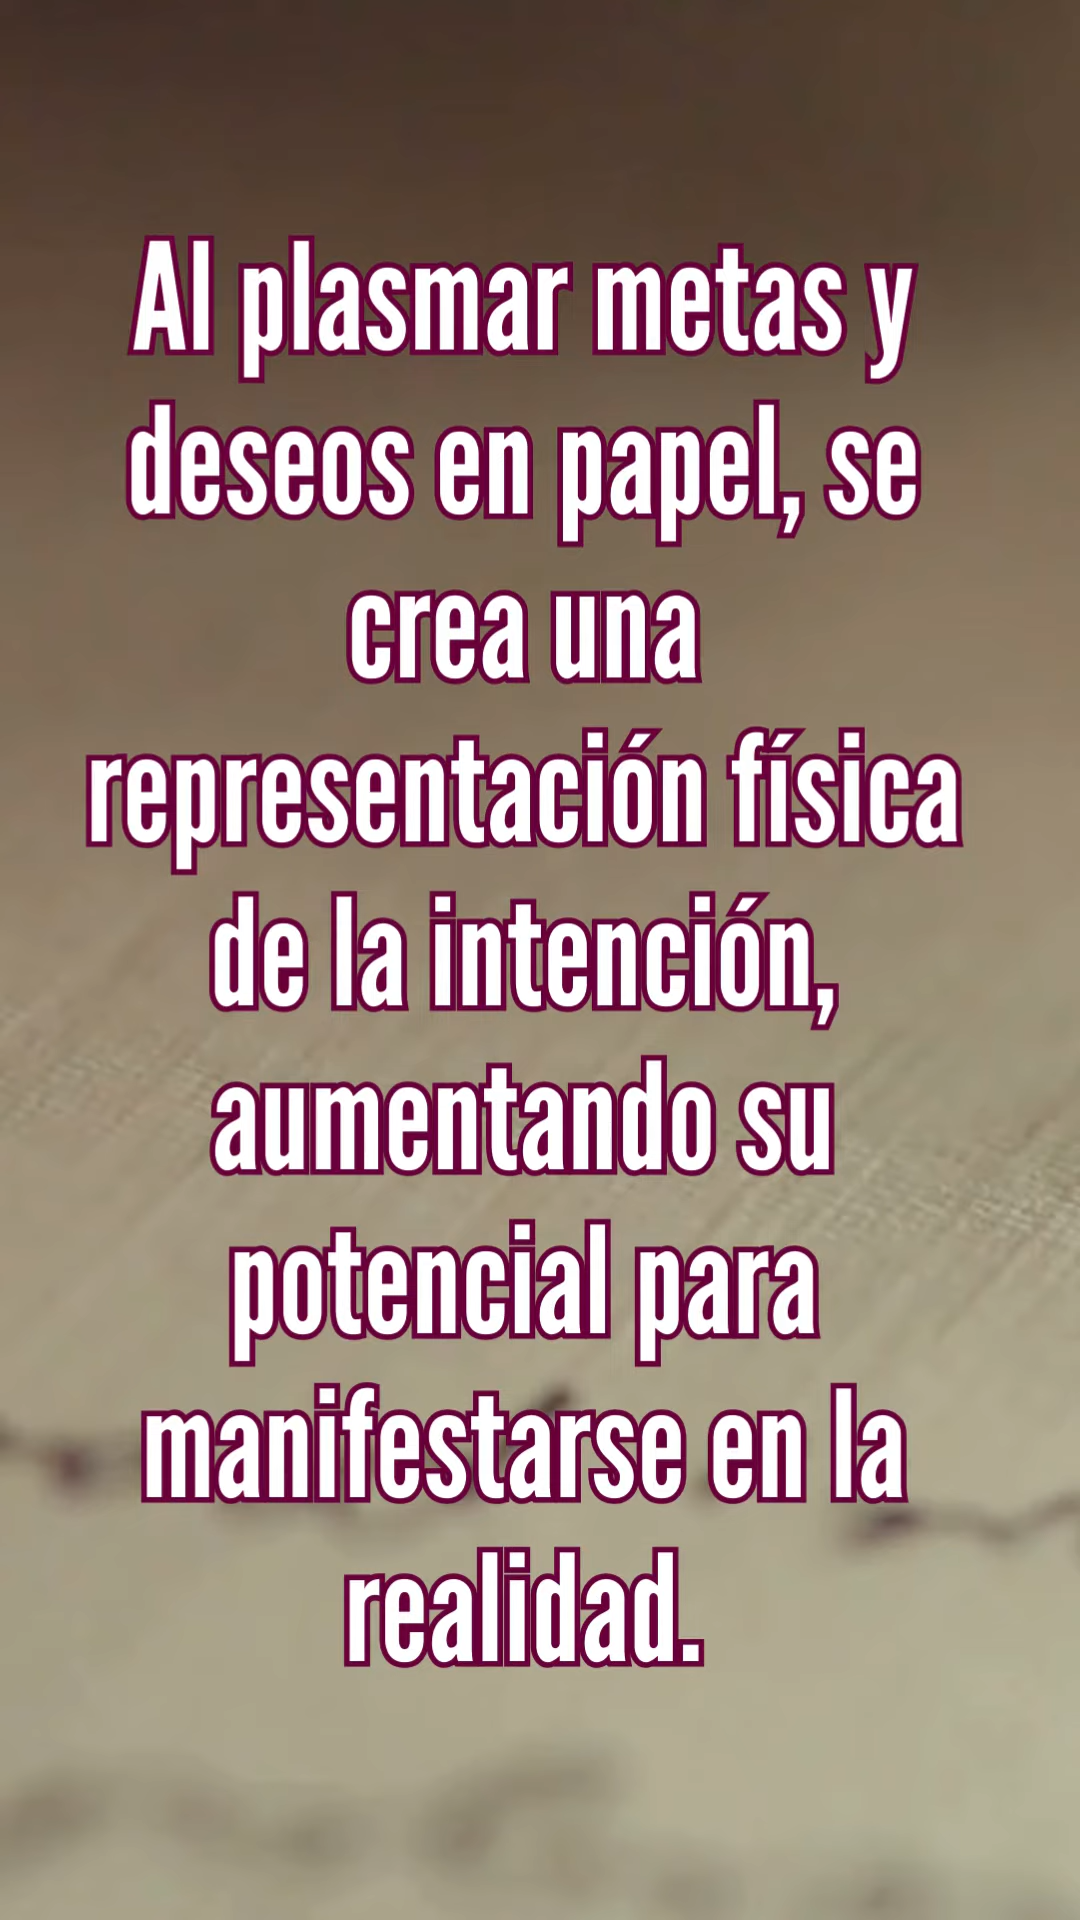 Al plasmar metas y
deseos en papel, se
crea una
representación física
de la intención,
aumentando su
potencial para
manifestarse en la
realidad.